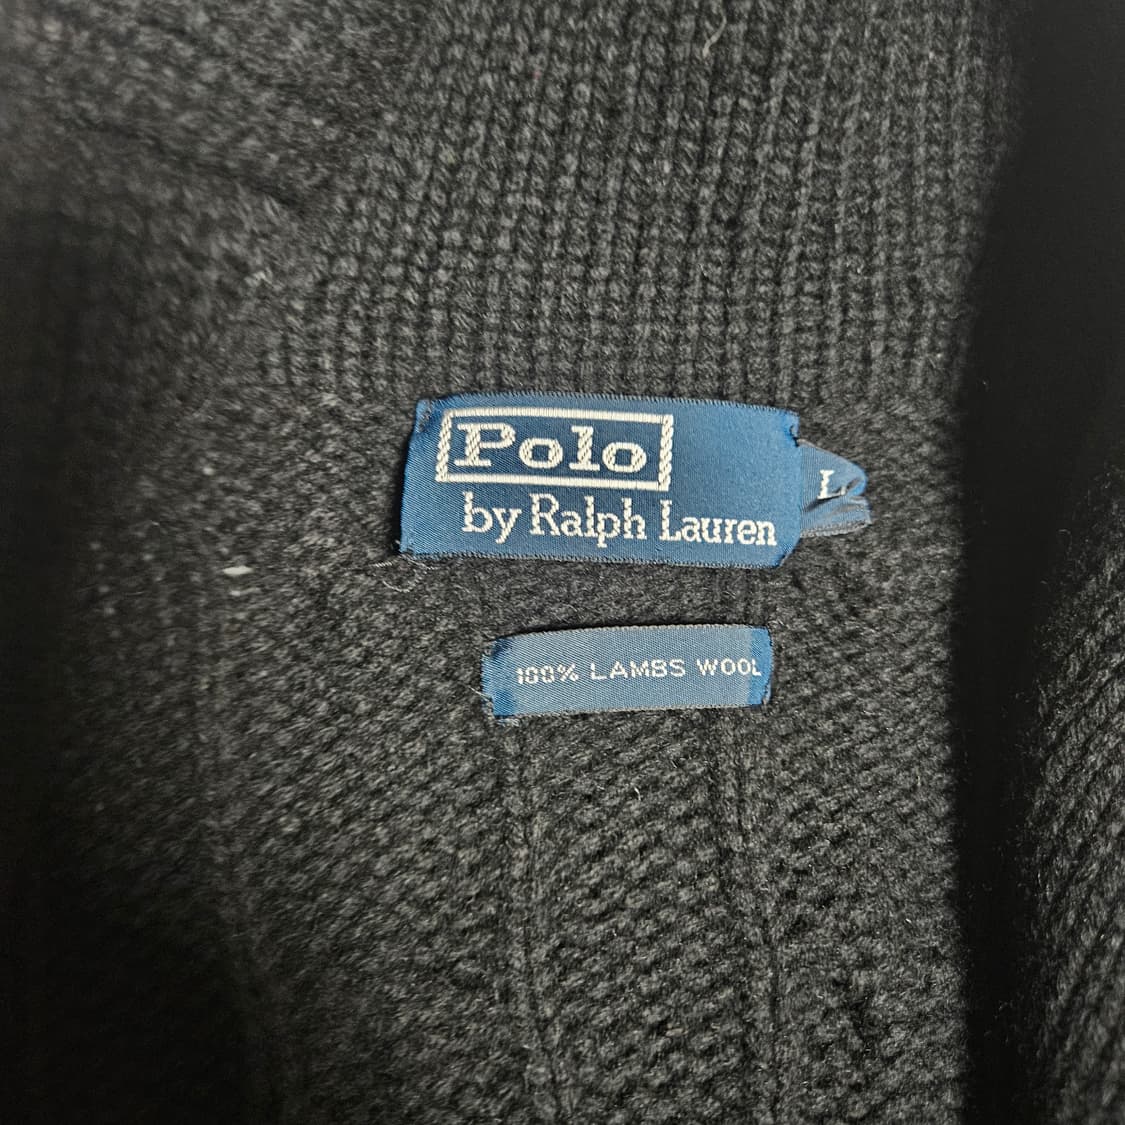 Polo
by Ralph Lauren
L
100% LAMBS WOOL